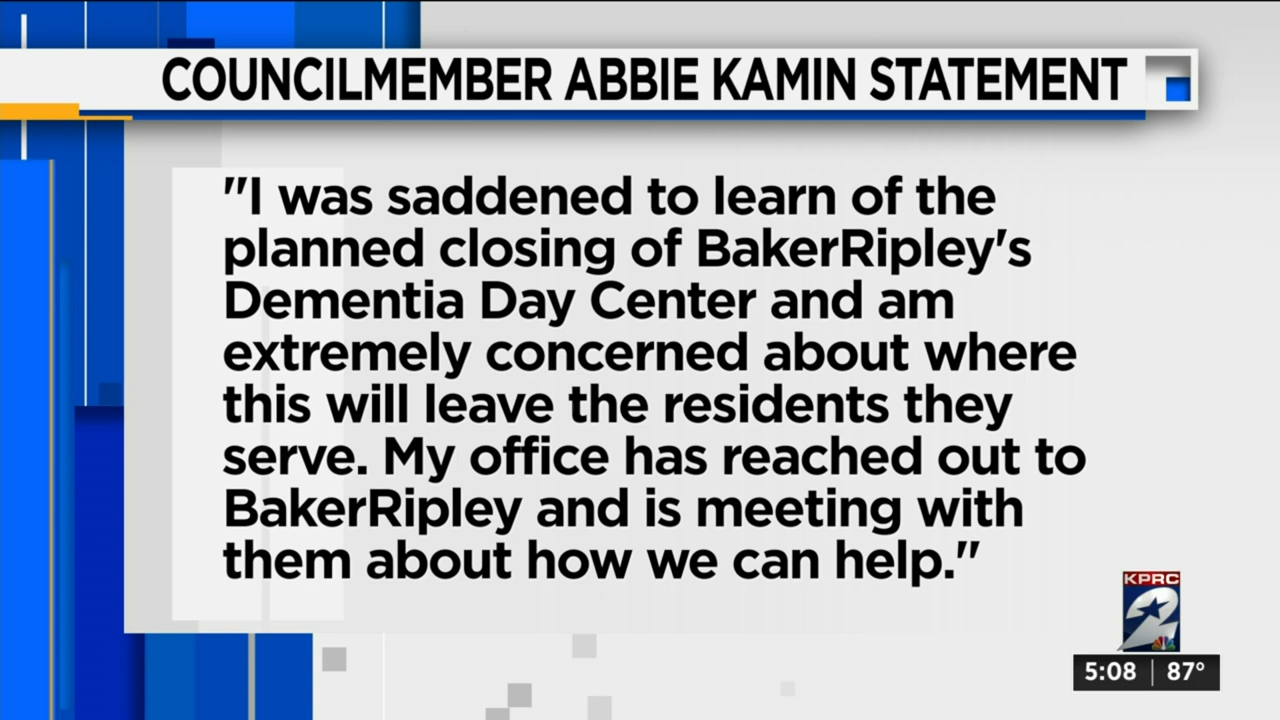 COUNCILMEMBER ABBIE KAMIN STATEMENT
"I was saddened to learn of the
planned closing of BakerRipley's
Dementia Day Center and am
extremely concerned about where
this will leave the residents they
serve. My office has reached out to
BakerRipley and is meeting with
them about how we can help."
KPRC
2
5:08 | 87°